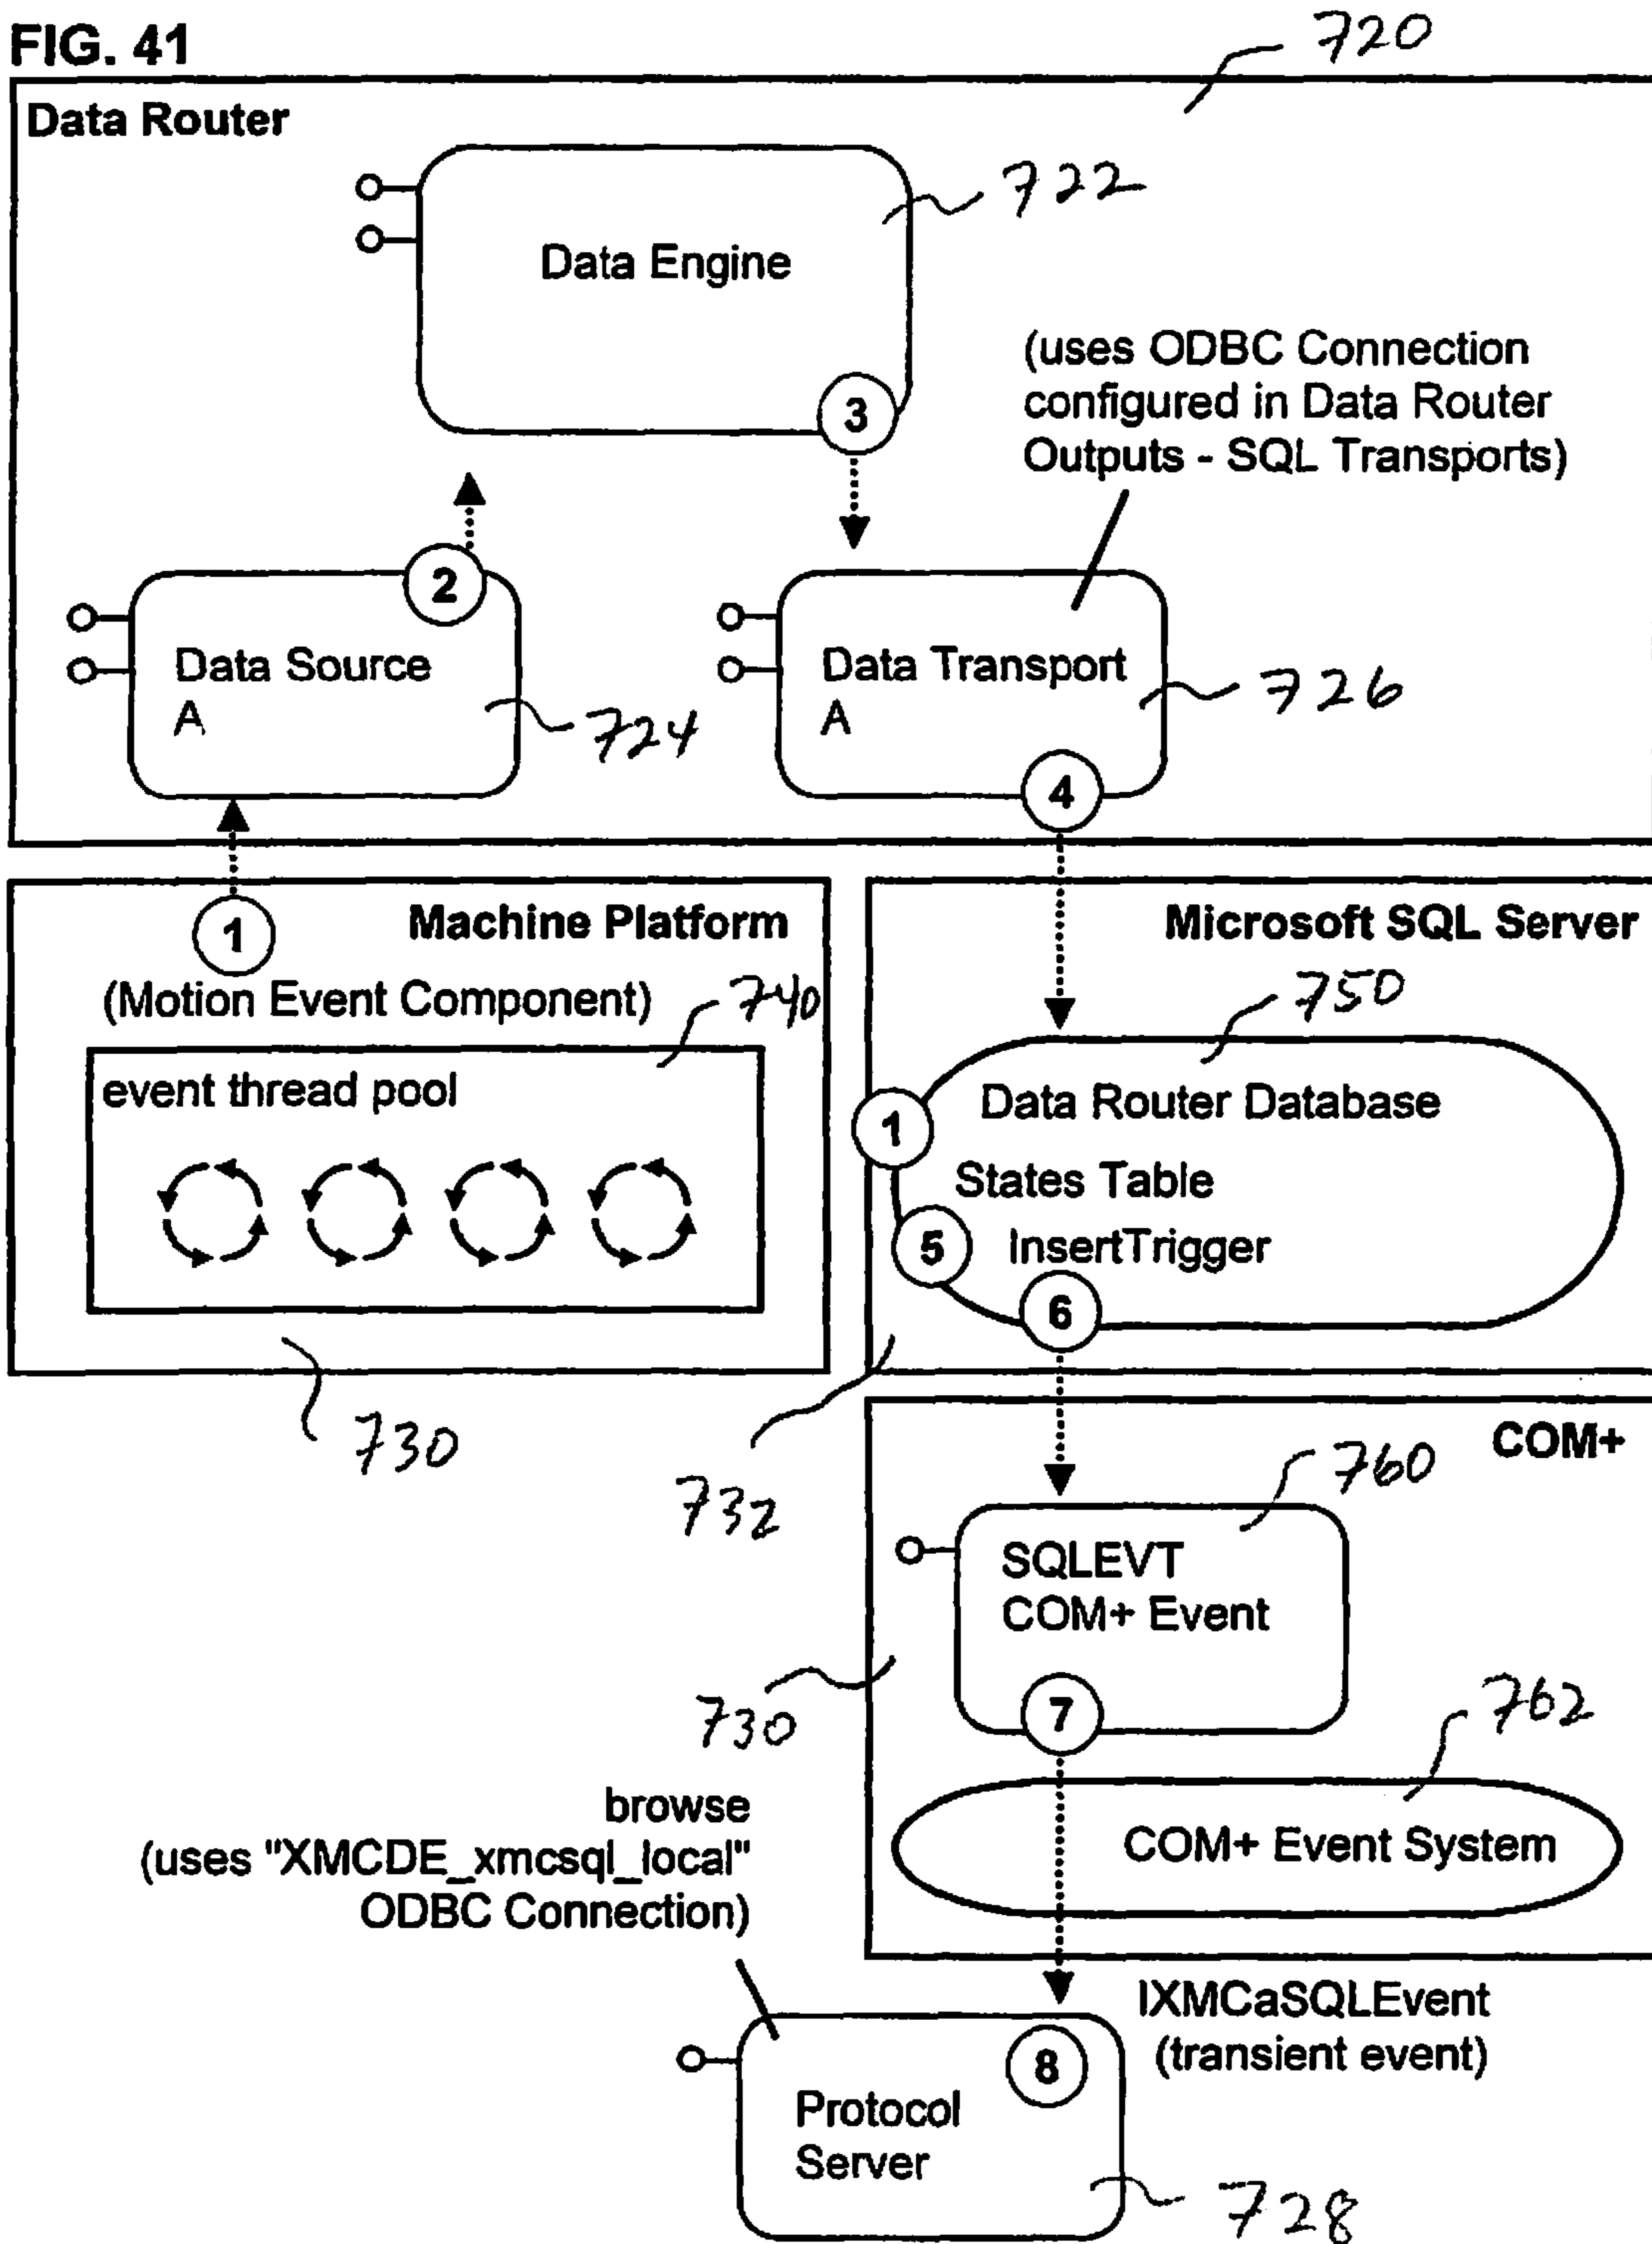 FIG. 41
720
Data Router
722
Data Engine
(uses ODBC Connection
configured in Data Router
Outputs - SQL Transports)
3
2
Data Source
A
724
Data Transport
A
726
4
1
Machine Platform
(Motion Event Component)
740
event thread pool
730
Microsoft SQL Server
750
Data Router Database
1
States Table
5
InsertTrigger
6
732
COM+
760
SQLEVT
COM+ Event
730
7
762
COM+ Event System
browse
(uses "XMCDE_xmcsql_local"
ODBC Connection)
IXMCaSQLEvent
(transient event)
8
Protocol
Server
728